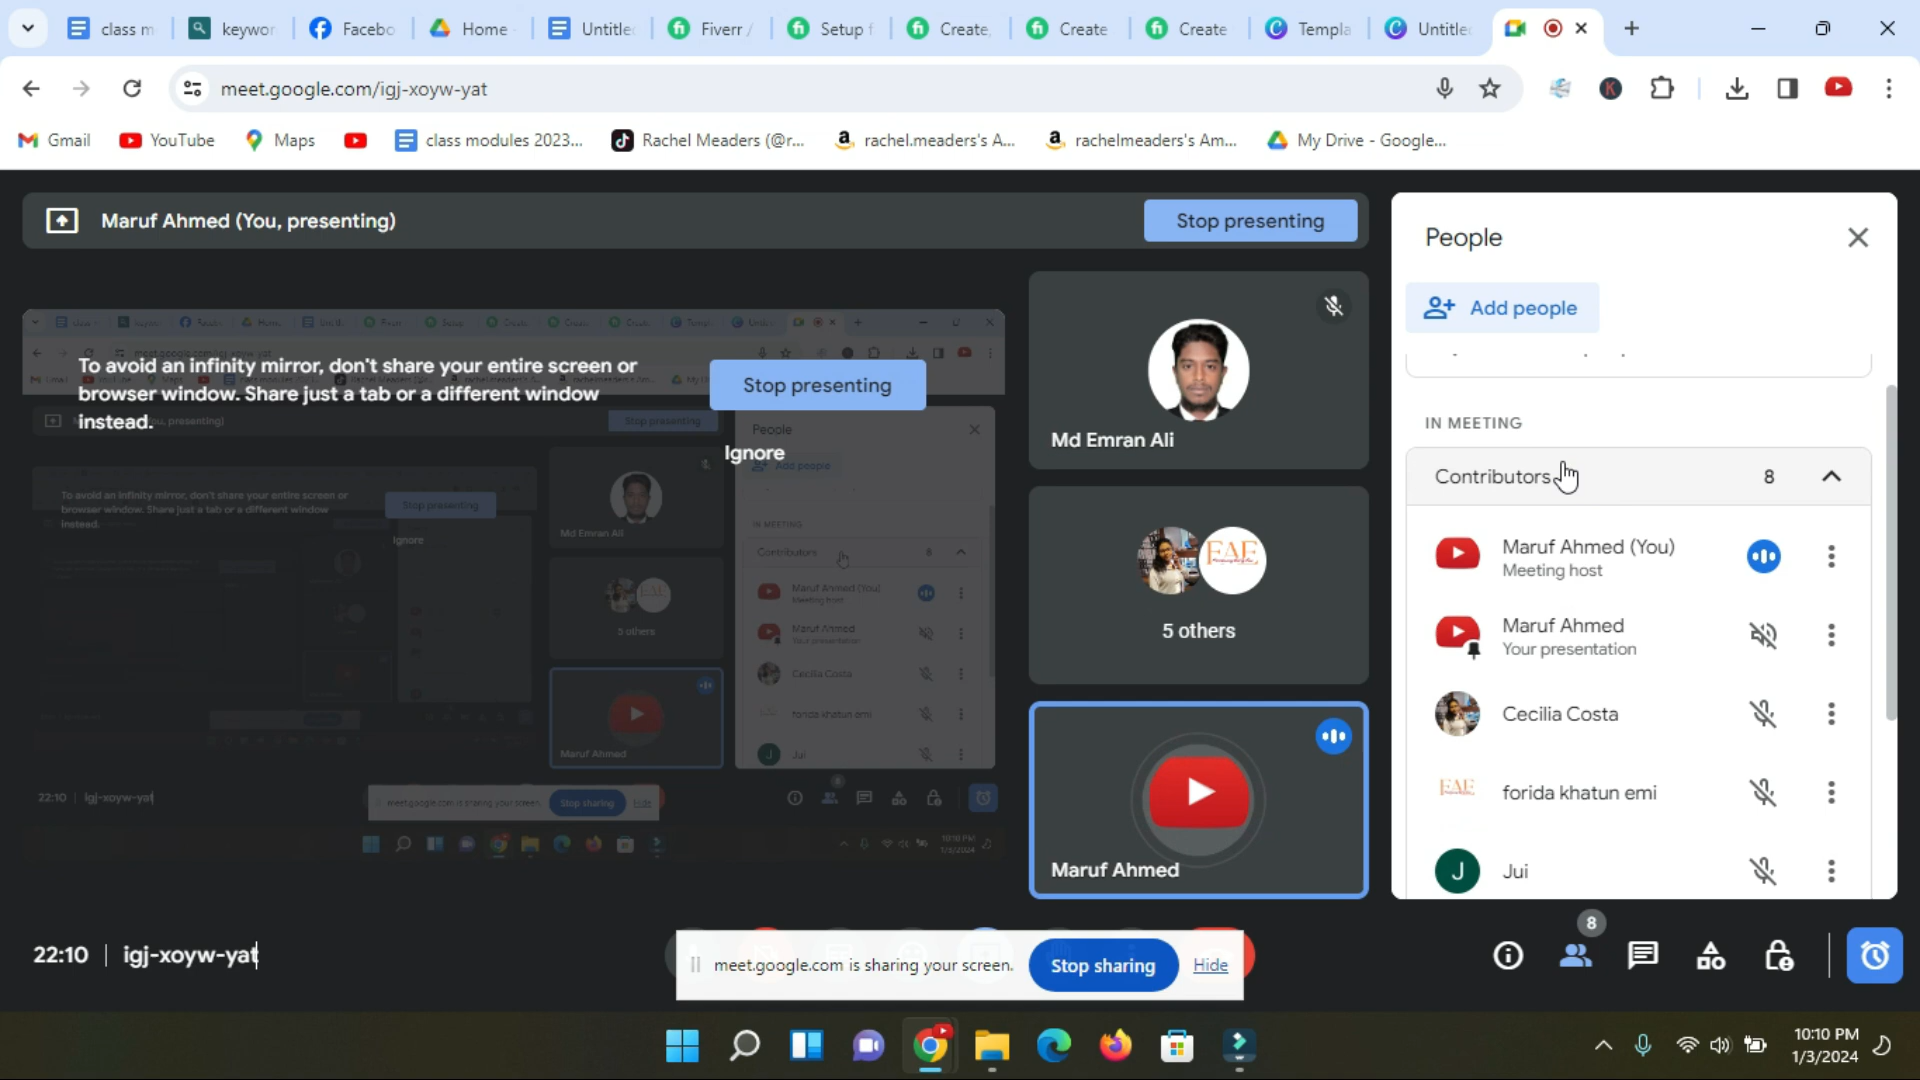 class m
keywor
Facebo
Home
Untitle
Fiverr /
Setup f
Create,
Create
Create
Templa
Untitle
meet.google.com/igj-xoyw-yat
Gmail
YouTube
Maps
class modules 2023...
Rachel Meaders (@r...
rachel.meaders's A...
rachelmeaders's Am...
My Drive - Google...
Maruf Ahmed (You, presenting)
Stop presenting
To avoid an infinity mirror, don't share your entire screen or
browser window. Share just a tab or a different window
instead.
Stop presenting
Ignore
Md Emran Ali
5 others
Maruf Ahmed
People
Add people
IN MEETING
Contributors
8
Maruf Ahmed (You)
Meeting host
Maruf Ahmed
Your presentation
Cecilia Costa
EAE
forida khatun emi
J
Jui
22:10
igj-xoyw-yat
meet.google.com is sharing your screen.
Stop sharing
Hide
8
10:10 PM
1/3/2024